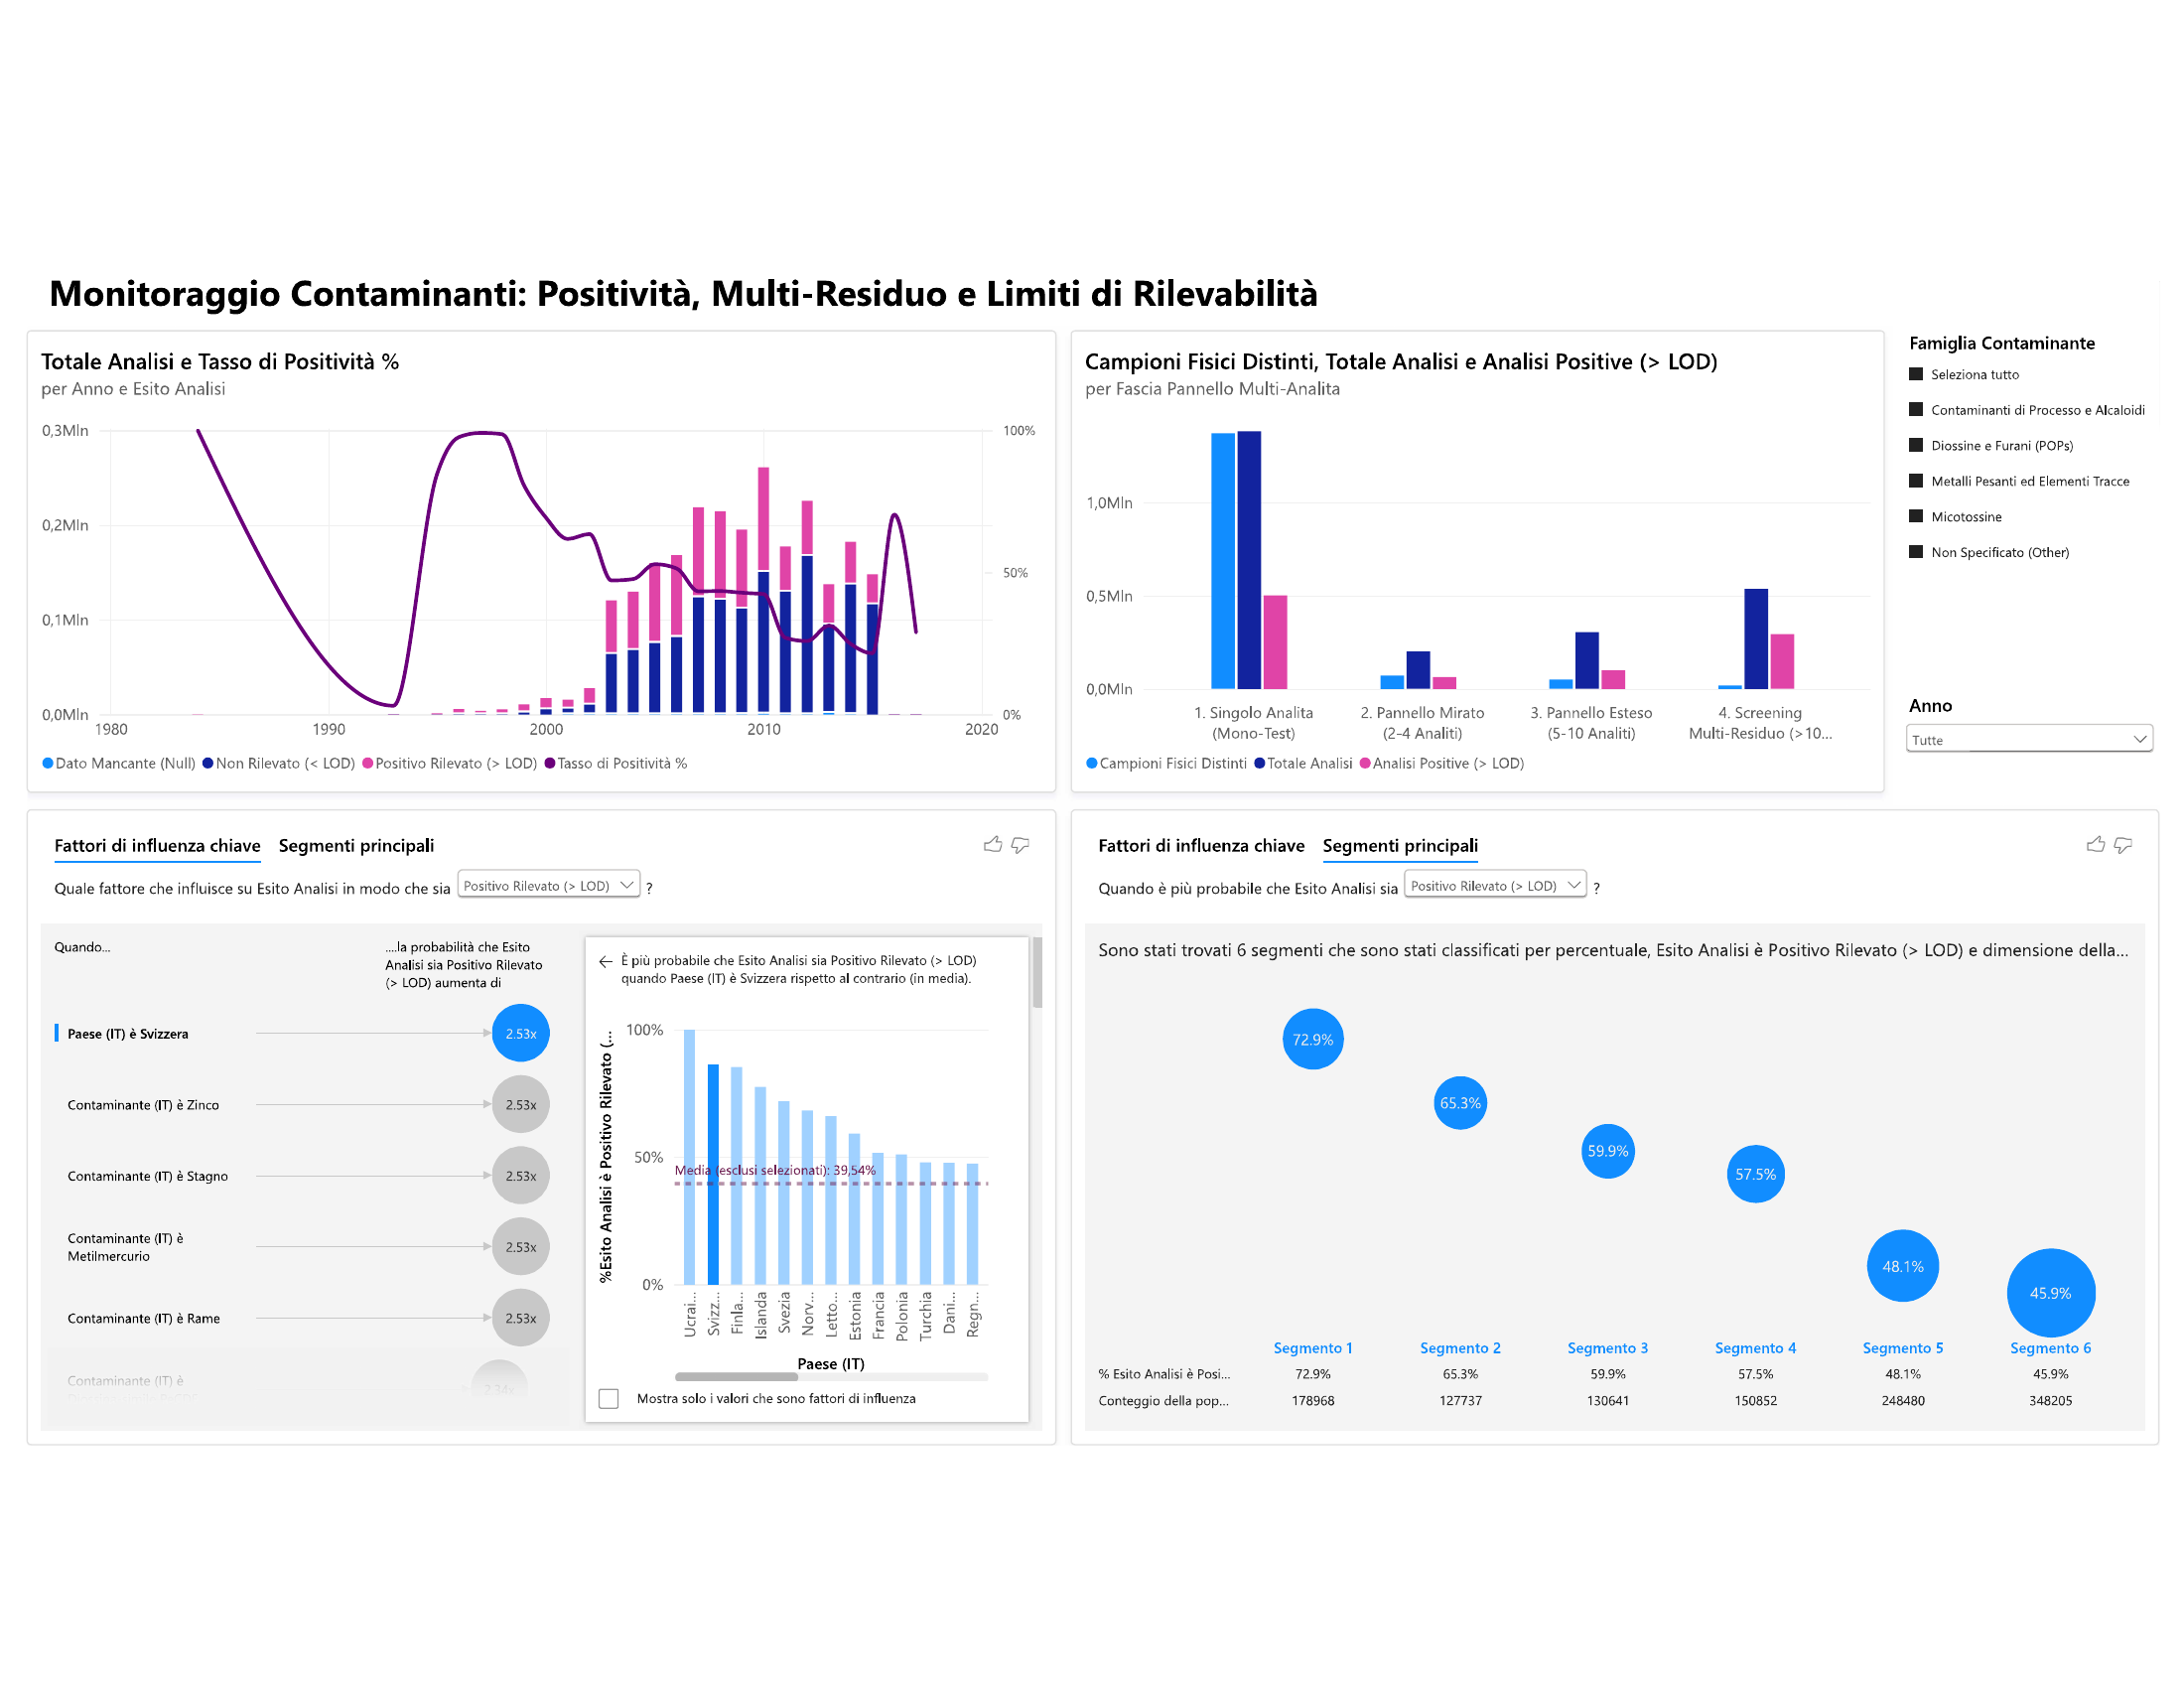 Monitoraggio Contaminanti: Positività, Multi-Residuo e Limiti di Rilevabilità
Totale Analisi e Tasso di Positività %
per Anno e Esito Analisi
0,3Mln
0,2Mln
0,1Mln
0,0Mln
100%
50%
0%
1980
1990
2000
2010
2020
Dato Mancante (Null)
Non Rilevato (< LOD)
Positivo Rilevato (> LOD)
Tasso di Positività %
Campioni Fisici Distinti, Totale Analisi e Analisi Positive (> LOD)
per Fascia Pannello Multi-Analita
1,0Mln
0,5Mln
0,0Mln
1. Singolo Analita
(Mono-Test)
2. Pannello Mirato
(2-4 Analiti)
3. Pannello Esteso
(5-10 Analiti)
4. Screening
Multi-Residuo (>10...
Campioni Fisici Distinti
Totale Analisi
Analisi Positive (> LOD)
Famiglia Contaminante
Seleziona tutto
Contaminanti di Processo e Alcaloidi
Diossine e Furani (POPs)
Metalli Pesanti ed Elementi Tracce
Micotossine
Non Specificato (Other)
Anno
Tutte
Fattori di influenza chiave
Segmenti principali
Quale fattore che influisce su Esito Analisi in modo che sia
Positivo Rilevato (> LOD)
?
Quando...
....la probabilità che Esito
Analisi sia Positivo Rilevato
(> LOD) aumenta di
Paese (IT) è Svizzera
2.53x
Contaminante (IT) è Zinco
2.53x
Contaminante (IT) è Stagno
2.53x
Contaminante (IT) è
Metilmercurio
2.53x
Contaminante (IT) è Rame
2.53x
Contaminante (IT) è
2.34x
È più probabile che Esito Analisi sia Positivo Rilevato (> LOD)
quando Paese (IT) è Svizzera rispetto al contrario (in media).
%Esito Analisi è Positivo Rilevato (...
100%
50%
0%
Media (esclusi selezionati): 39,54%
Ucrai...
Svizz...
Finla...
Islanda
Svezia
Norv...
Letto...
Estonia
Francia
Polonia
Turchia
Dani...
Regn...
Paese (IT)
Mostra solo i valori che sono fattori di influenza
Fattori di influenza chiave
Segmenti principali
Quando è più probabile che Esito Analisi sia
Positivo Rilevato (> LOD)
?
Sono stati trovati 6 segmenti che sono stati classificati per percentuale, Esito Analisi è Positivo Rilevato (> LOD) e dimensione della...
72.9%
65.3%
59.9%
57.5%
48.1%
45.9%
Segmento 1
Segmento 2
Segmento 3
Segmento 4
Segmento 5
Segmento 6
% Esito Analisi è Posi...
72.9%
65.3%
59.9%
57.5%
48.1%
45.9%
Conteggio della pop...
178968
127737
130641
150852
248480
348205